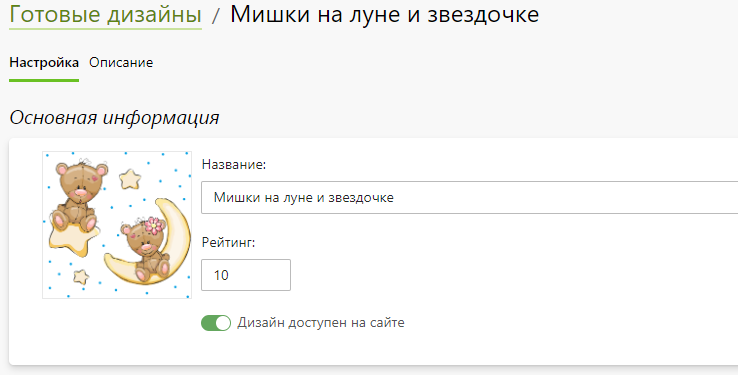 Готовые дизайны / Мишки на луне и звездочке
Настройка Описание
Основная информация
Название:
Мишки на луне и звездочке
Рейтинг:
10
Дизайн доступен на сайте